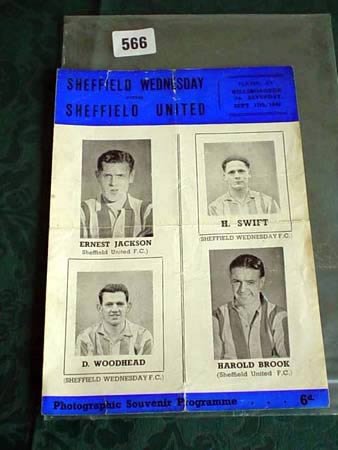 566
SHEFFIELD WEDNESDAY
versus
SHEFFIELD UNITED
PLAYED AT
HILLSBOROUGH
ON SATURDAY,
SEPT.
ERNEST JACKSON
(Sheffield United F.C.)
H. SWIFT
(SHEFFIELD WEDNESDAY F.C.)
D. WOODHEAD
(SHEFFIELD WEDNESDAY F.C.)
HAROLD BROOK
(Sheffield United F.C.)
Photographic Souvenir Programme . . . . 6d.